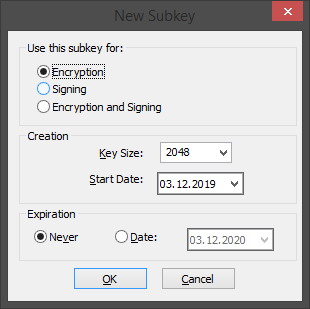 New Subkey
Use this subkey for:
Encryption
Signing
Encryption and Signing
Creation
Key Size: 2048
Start Date: 03.12.2019
Expiration
Never Date: 03.12.2020
OK Cancel